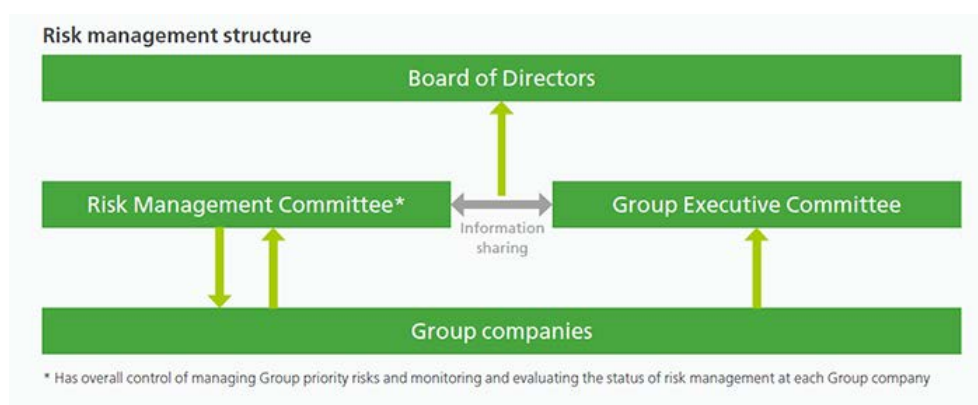 Risk management structure
Board of Directors
Risk Management Committee*
Group Executive Committee
Information
sharing
Group companies
* Has overall control of managing Group priority risks and monitoring and evaluating the status of risk management at each Group company